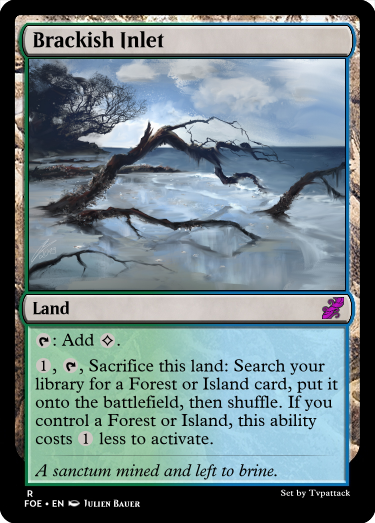 Brackish Inlet
Land
: Add .
1, , Sacrifice this land: Search your
library for a Forest or Island card, put it
onto the battlefield, then shuffle. If you
control a Forest or Island, this ability
costs 1 less to activate.
A sanctum mined and left to brine.
R
Set by Tvpattack
FOE • EN Julien Bauer